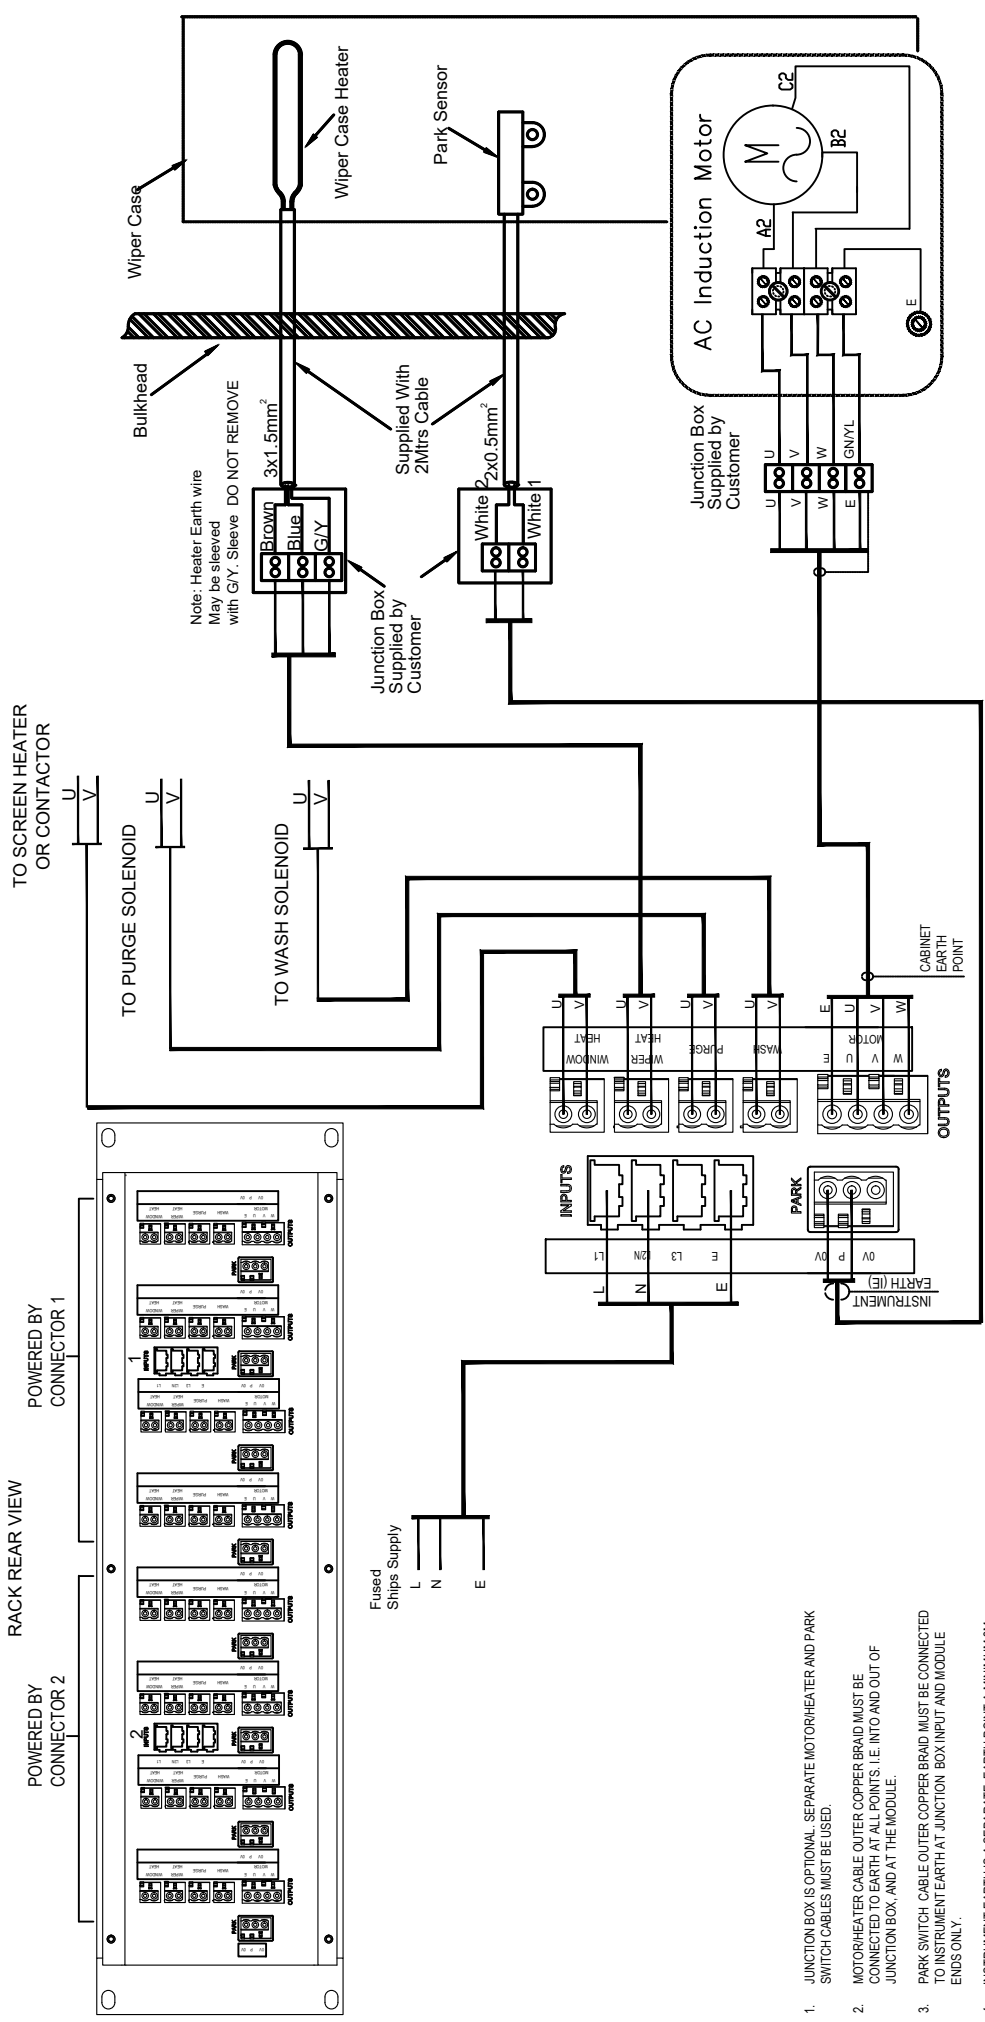 RACK REAR VIEW
POWERED BY
CONNECTOR 2
POWERED BY
CONNECTOR 1
2
1
INPUTS
OUTPUTS
PARK
TO SCREEN HEATER
OR CONTACTOR
U
V
TO PURGE SOLENOID
U
V
TO WASH SOLENOID
U
V
Wiper Case
Wiper Case Heater
Park Sensor
Bulkhead
Note: Heater Earth wire
May be sleeved
with G/Y. Sleeve DO NOT REMOVE
3x1.5mm²
Brown
Blue
G/Y
Supplied With
2Mtrs Cable
2x0.5mm²
White 2
White 1
Junction Box
Supplied by
Customer
Junction Box
Supplied by
Customer
U
V
W
E
U
V
W
GN/YL
AC Induction Motor
M
A2
B2
C2
E
Fused
Ships Supply
L
N
E
INPUTS
L
N
E
L1
L2/N
L3
E
PARK
0V
P
0V
INSTRUMENT
EARTH (IE)
OUTPUTS
WINDOW
HEAT
WIPER
HEAT
PURGE
WASH
MOTOR
E
U
V
W
U
V
U
V
U
V
U
V
E
U
V
W
CABINET
EARTH
POINT
1. JUNCTION BOX IS OPTIONAL. SEPARATE MOTOR/HEATER AND PARK
SWITCH CABLES MUST BE USED.
2. MOTOR/HEATER CABLE OUTER COPPER BRAID MUST BE
CONNECTED TO EARTH AT ALL POINTS. I.E. INTO AND OUT OF
JUNCTION BOX, AND AT THE MODULE.
3. PARK SWITCH CABLE OUTER COPPER BRAID MUST BE CONNECTED
TO INSTRUMENT EARTH AT JUNCTION BOX INPUT AND MODULE
ENDS ONLY.